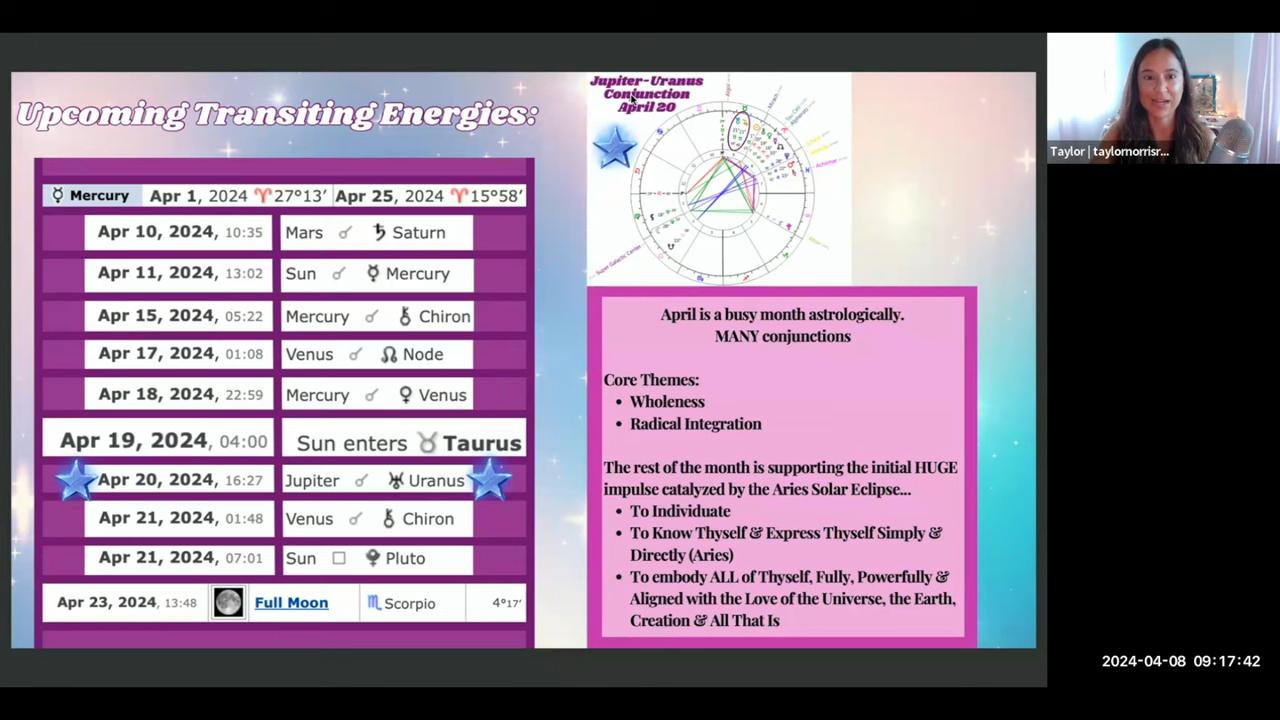 Upcoming Transiting Energies:
☿ Mercury Apr 1, 2024 ♈27°13’ Apr 25, 2024 ♈15°58’
Apr 10, 2024, 10:35 Mars ☌ ♄ Saturn
Apr 11, 2024, 13:02 Sun ☌ ☿ Mercury
Apr 15, 2024, 05:22 Mercury ☌ ⚷ Chiron
Apr 17, 2024, 01:08 Venus ☌ ☊ Node
Apr 18, 2024, 22:59 Mercury ☌ ♀ Venus
Apr 19, 2024, 04:00 Sun enters ♉ Taurus
Apr 20, 2024, 16:27 Jupiter ☌ ♅ Uranus
Apr 21, 2024, 01:48 Venus ☌ ⚷ Chiron
Apr 21, 2024, 07:01 Sun □ Pluto
Apr 23, 2024, 13:48 Full Moon ♏ Scorpio 4°17’
Jupiter-Uranus
Conjunction
April 20
Super Galactic Center
April is a busy month astrologically.
MANY conjunctions
Core Themes:
• Wholeness
• Radical Integration
The rest of the month is supporting the initial HUGE
impulse catalyzed by the Aries Solar Eclipse...
• To Individuate
• To Know Thyself & Express Thyself Simply &
Directly (Aries)
• To embody ALL of Thyself, Fully, Powerfully &
Aligned with the Love of the Universe, the Earth,
Creation & All That Is
Taylor | taylormorrisr...
2024-04-08 09:17:42